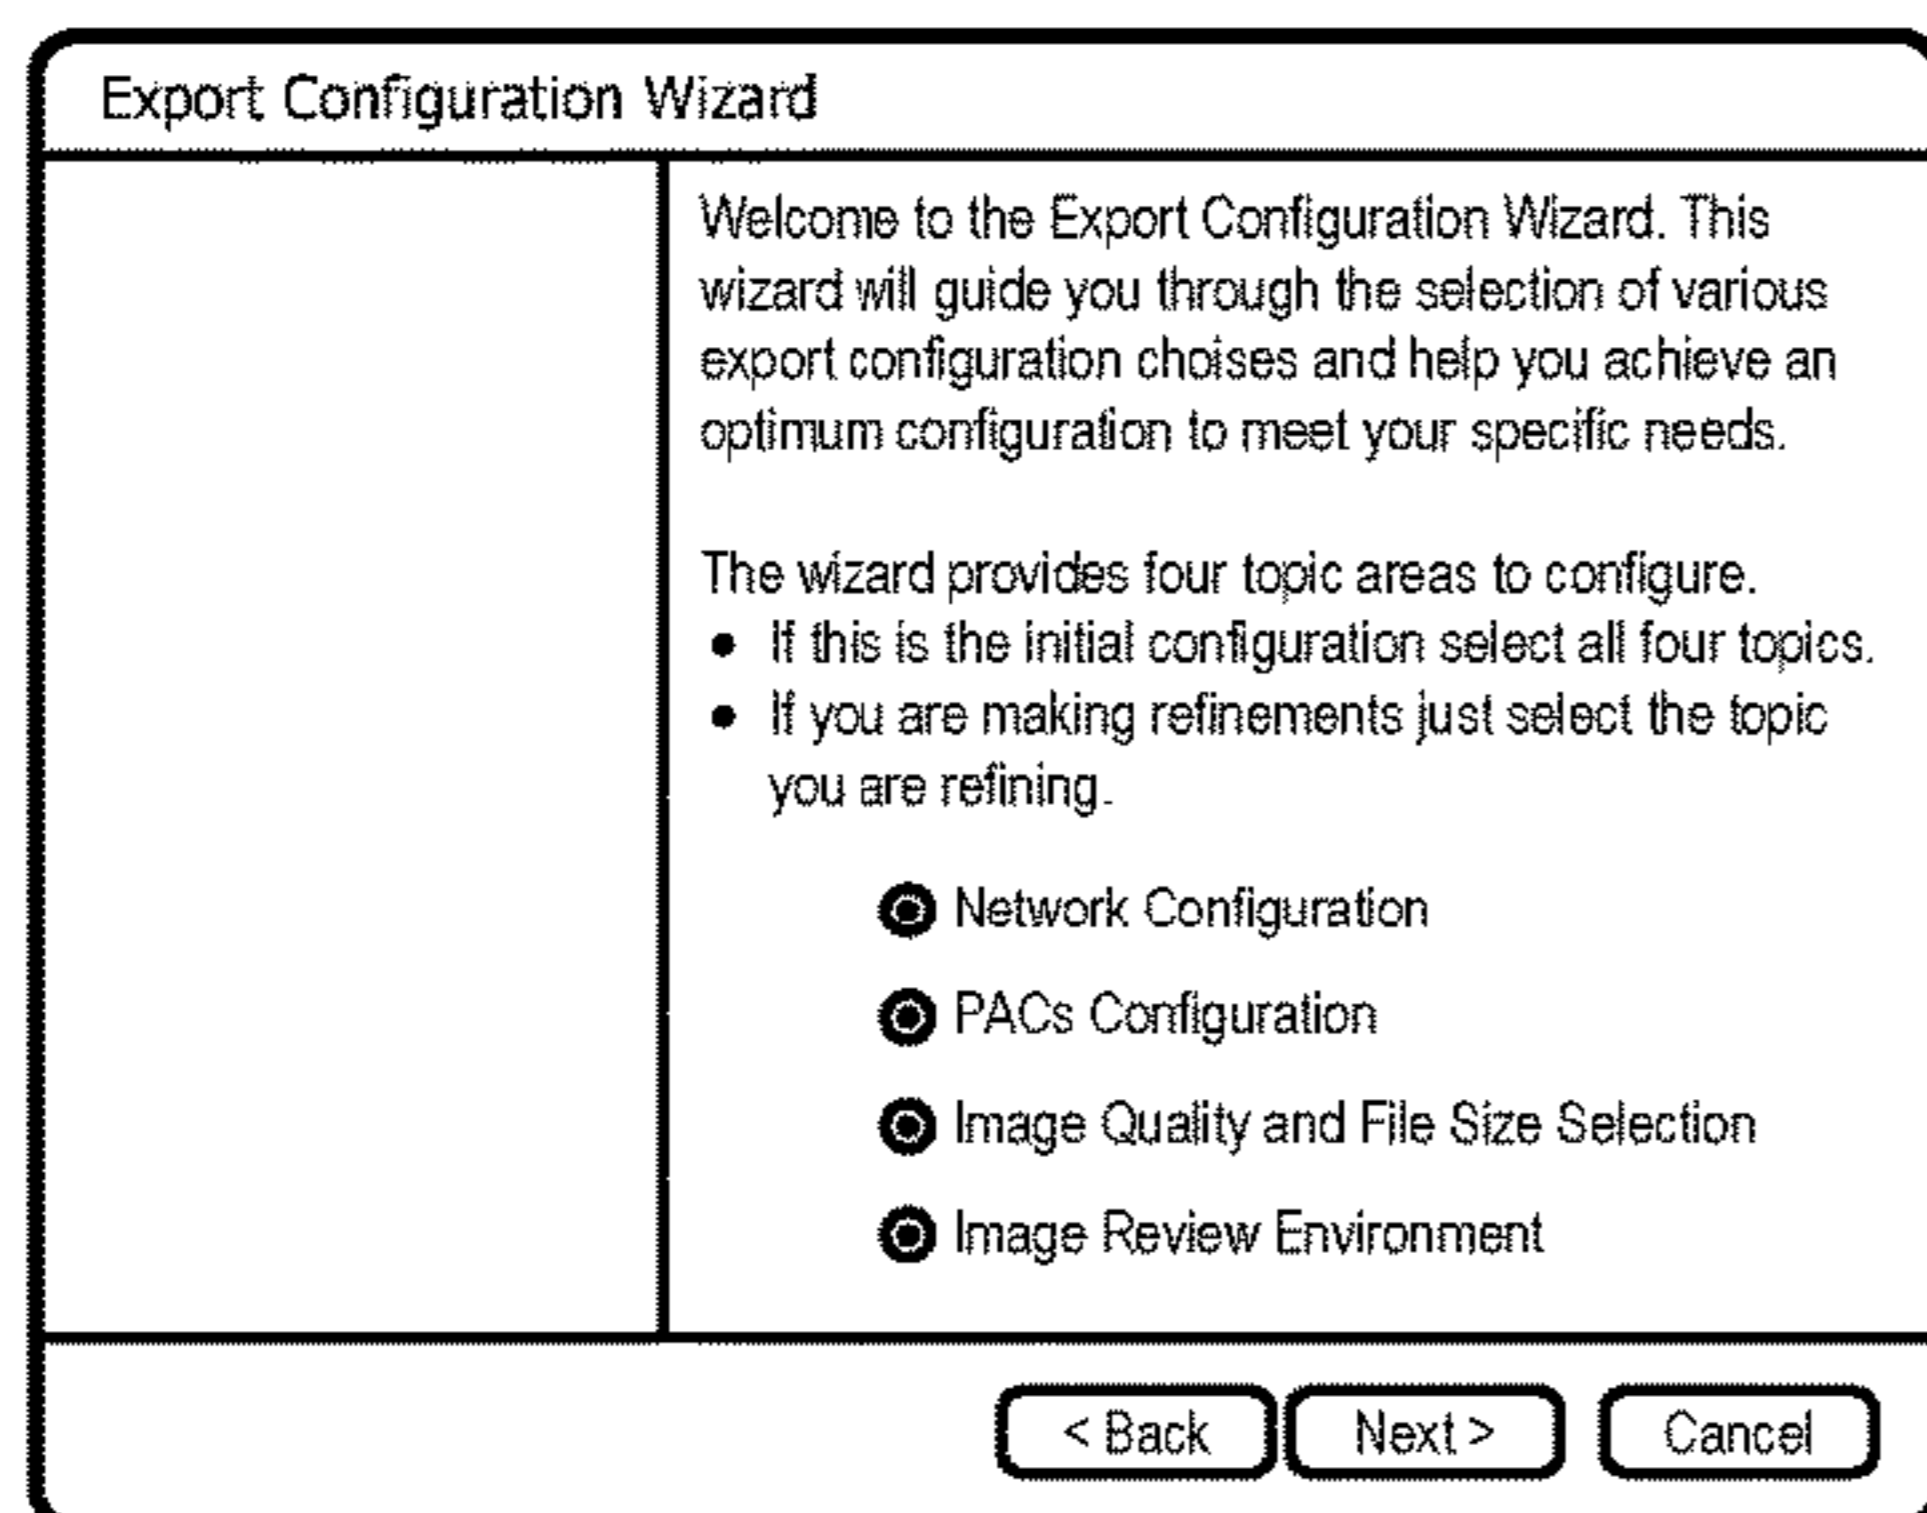 Export Configuration Wizard
Welcome to the Export Configuration Wizard. This
wizard will guide you through the selection of various
export configuration choises and help you achieve an
optimum configuration to meet your specific needs.
The wizard provides four topic areas to configure.
• If this is the initial configuration select all four topics.
• If you are making refinements just select the topic
you are refining.
Network Configuration
PACs Configuration
Image Quality and File Size Selection
Image Review Environment
< Back Next > Cancel